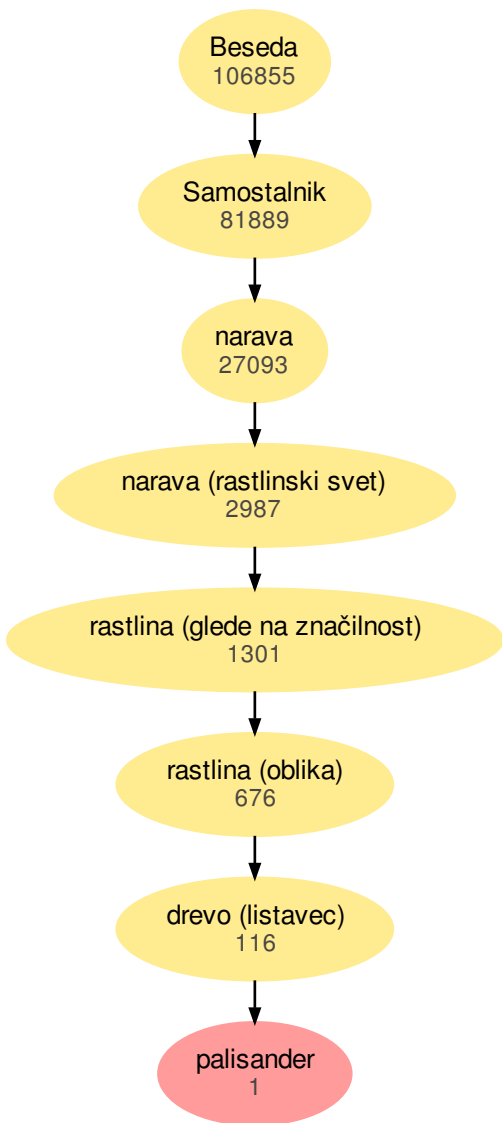 Beseda
106855
Samostalnik
81889
narava
27093
narava (rastlinski svet)
2987
rastlina (glede na značilnost)
1301
rastlina (oblika)
676
drevo (listavec)
116
palisander
1